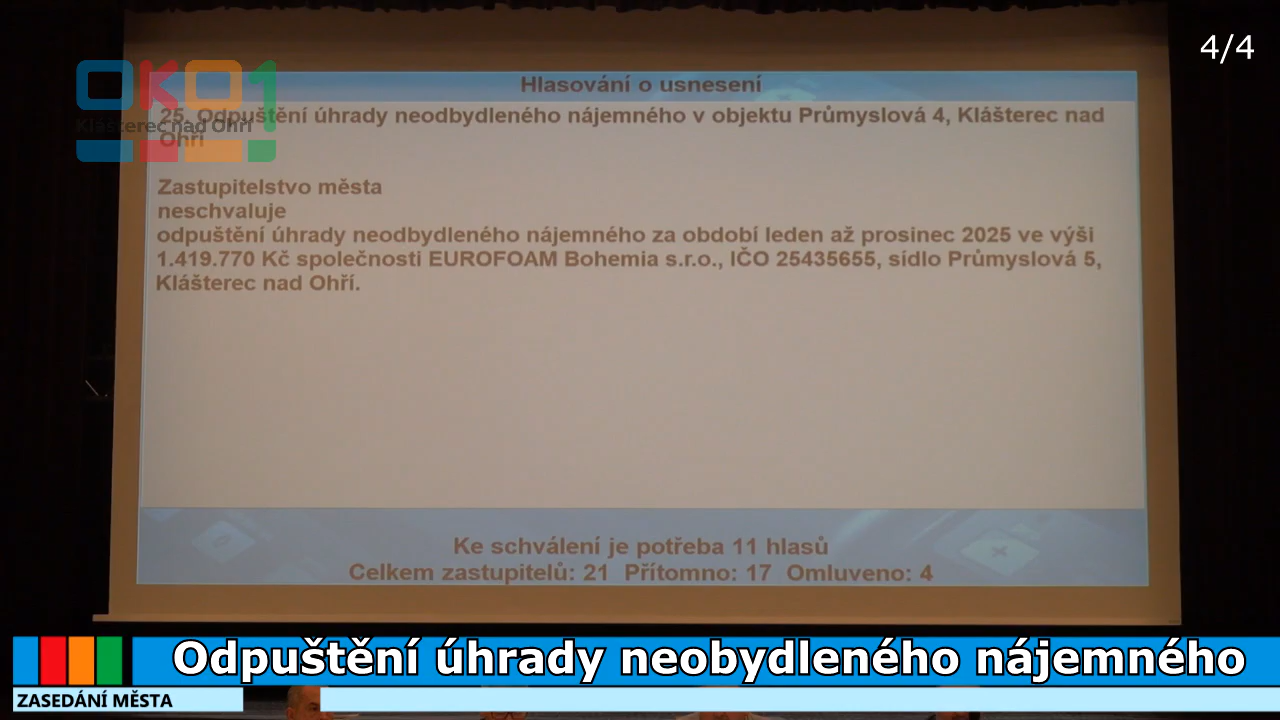 4/4
OKO1
Klášterec nad Ohří
Hlasování o usnesení
25. Odpuštění úhrady neodbydleného nájemného v objektu Průmyslová 4, Klášterec nad
Ohří
Zastupitelstvo města
neschvaluje
odpuštění úhrady neodbydleného nájemného za období leden až prosinec 2025 ve výši
1.419.770 Kč společnosti EUROFOAM Bohemia s.r.o., IČO 25435655, sídlo Průmyslová 5,
Klášterec nad Ohří.
Ke schválení je potřeba 11 hlasů
Celkem zastupitelů: 21 Přítomno: 17 Omluveno: 4
Odpuštění úhrady neobydleného nájemného
ZASEDÁNÍ MĚSTA